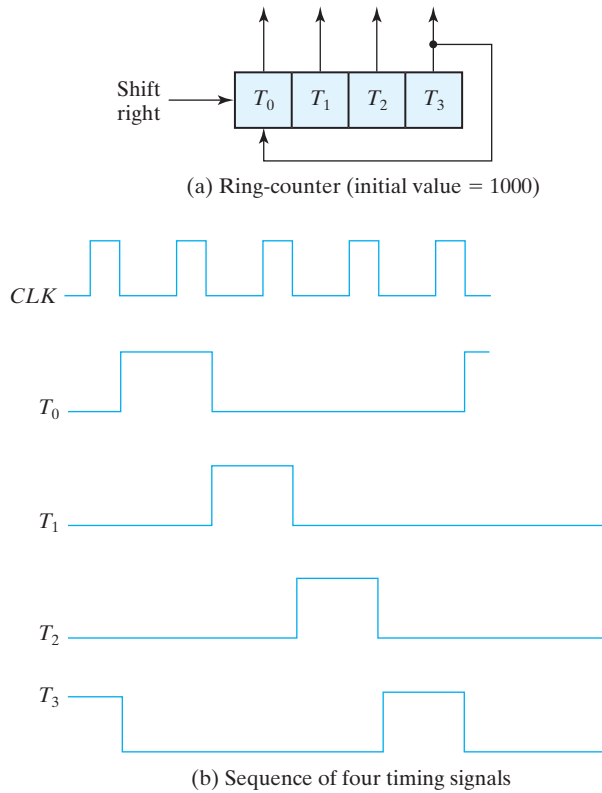 Shift
right
T0 T1 T2 T3
(a) Ring-counter (initial value = 1000)
CLK
T0
T1
T2
T3
(b) Sequence of four timing signals